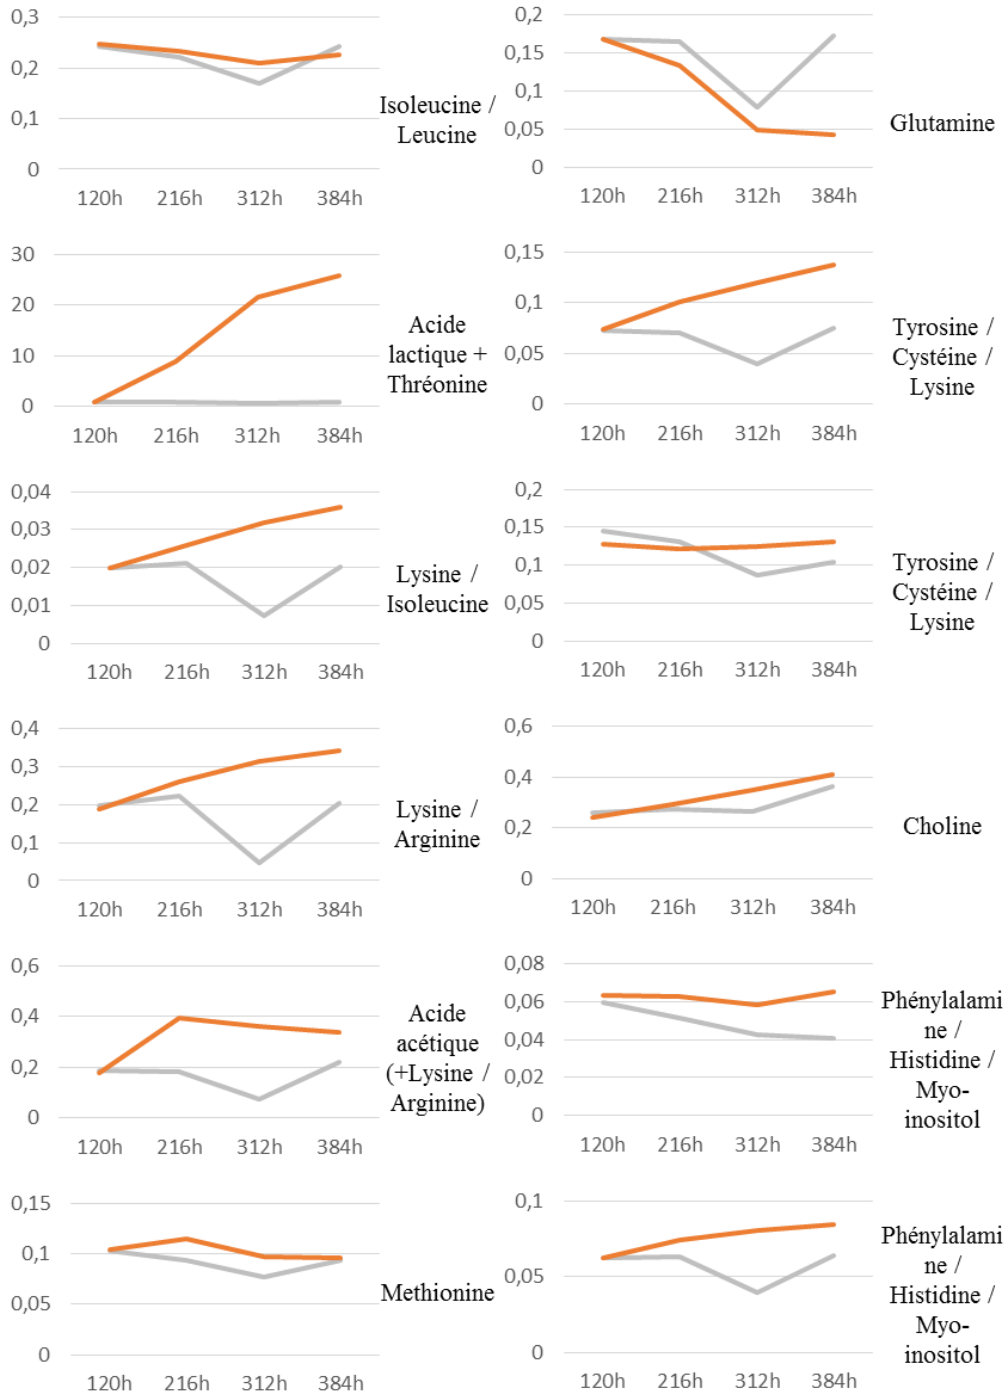 0,3
0,2
0,1
0
120h 216h 312h 384h
Isoleucine /
Leucine
0,2
0,15
0,1
0,05
0
120h 216h 312h 384h
Glutamine
30
20
10
0
120h 216h 312h 384h
Acide
lactique +
Thréonine
0,15
0,1
0,05
0
120h 216h 312h 384h
Tyrosine /
Cystéine /
Lysine
0,04
0,03
0,02
0,01
0
120h 216h 312h 384h
Lysine /
Isoleucine
0,2
0,15
0,1
0,05
0
120h 216h 312h 384h
Tyrosine /
Cystéine /
Lysine
0,4
0,3
0,2
0,1
0
120h 216h 312h 384h
Lysine /
Arginine
0,6
0,4
0,2
0
120h 216h 312h 384h
Choline
0,6
0,4
0,2
0
120h 216h 312h 384h
Acide
acétique
(+Lysine /
Arginine)
0,08
0,06
0,04
0,02
0
120h 216h 312h 384h
Phénylalami
ne /
Histidine /
Myo-
inositol
0,15
0,1
0,05
0
120h 216h 312h 384h
Methionine
0,1
0,05
0
120h 216h 312h 384h
Phénylalami
ne /
Histidine /
Myo-
inositol